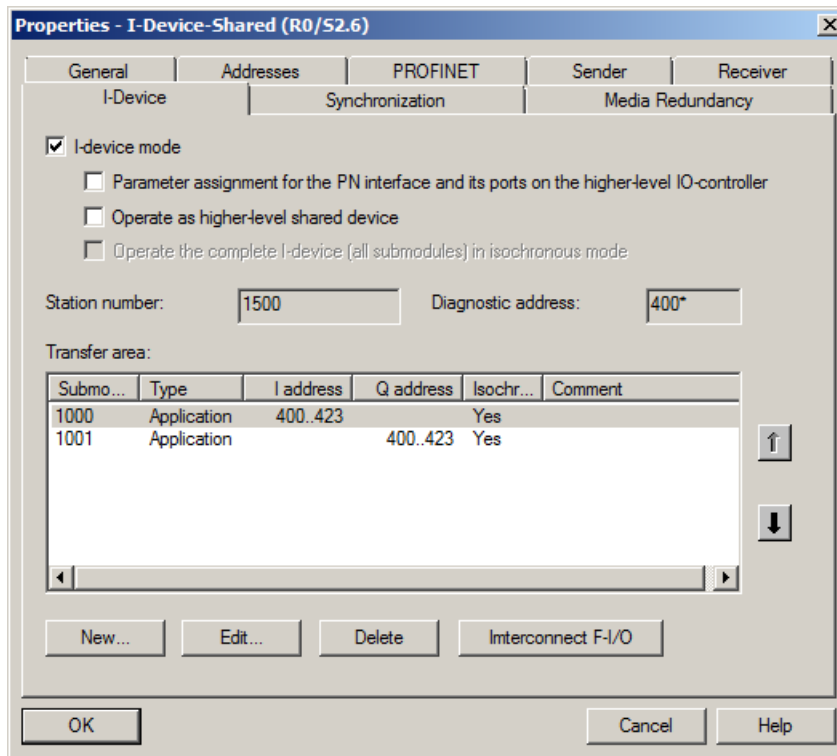 Properties - I-Device-Shared (R0/S2.6)
General Addresses PROFINET Sender Receiver
I-Device Synchronization Media Redundancy
I-device mode
Parameter assignment for the PN interface and its ports on the higher-level IO-controller
Operate as higher-level shared device
Operate the complete I-device (all submodules) in isochronous mode
Station number: 1500 Diagnostic address: 400*
Transfer area:
Submo... Type I address Q address Isochr... Comment
1000 Application 400..423 Yes
1001 Application 400..423 Yes
New... Edit... Delete Imterconnect F-I/O
OK Cancel Help